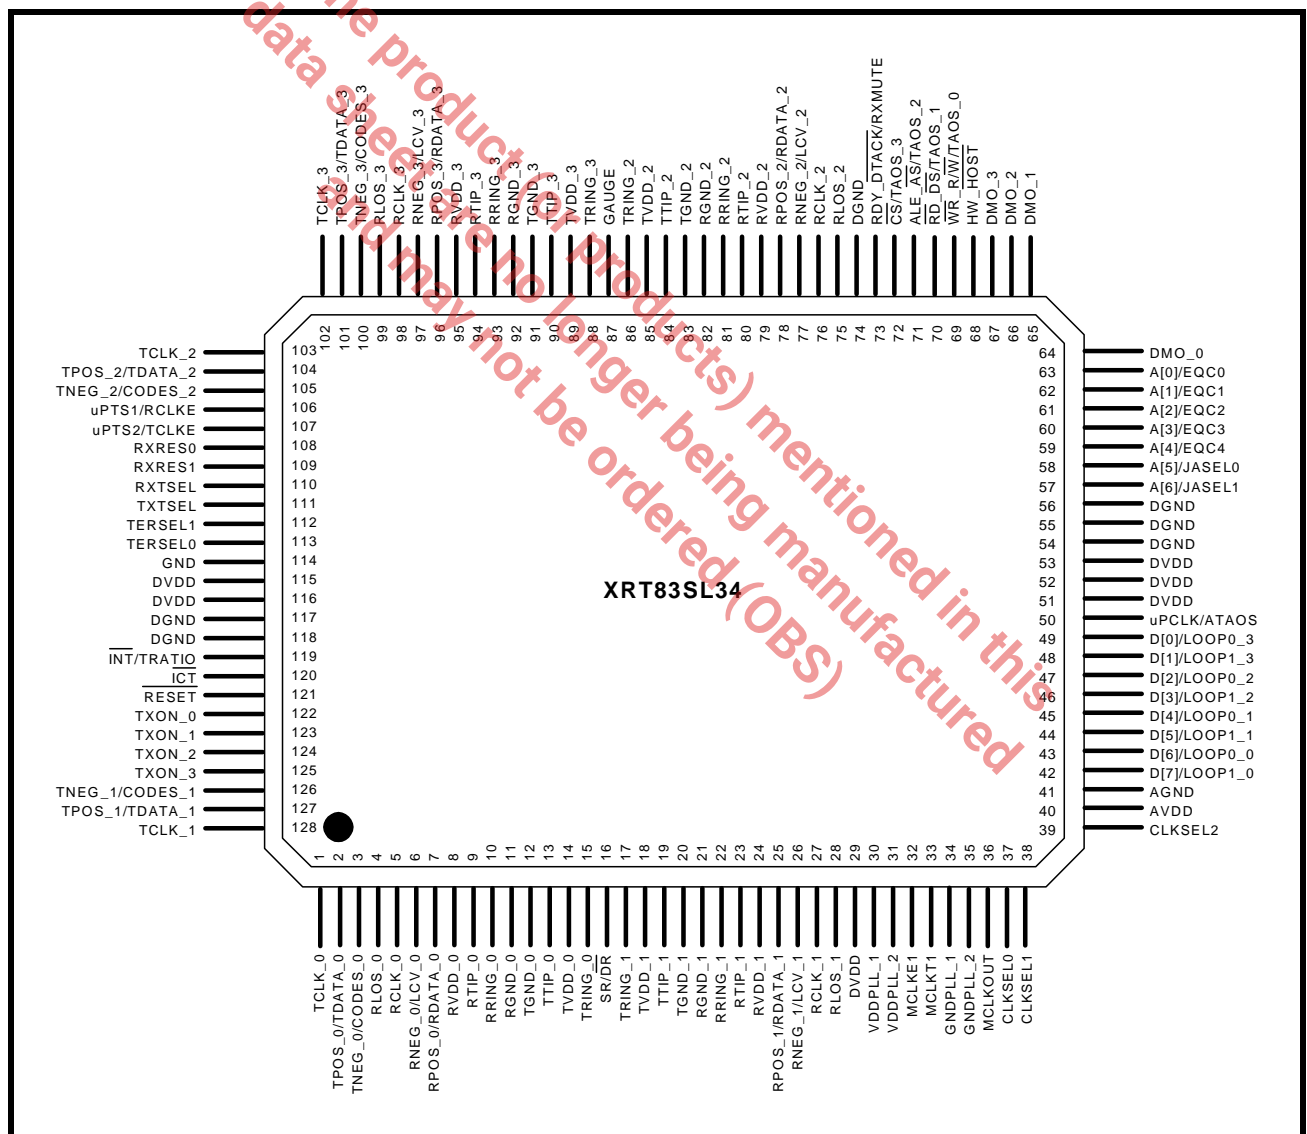 the product (or products) mentioned in this
data sheet are no longer being manufactured
and may not be ordered (OBS)
TCLK_3
TPOS_3/TDATA_3
TNEG_3/CODES_3
RLOS_3
RCLK_3
RNEG_3/LCV_3
RPOS_3/RDATA_3
RVDD_3
RTIP_3
RRING_3
RGND_3
TGND_3
TTIP_3
TVDD_3
TRING_3
GAUGE
TRING_2
TVDD_2
TTIP_2
TGND_2
RGND_2
RRING_2
RTIP_2
RVDD_2
RPOS_2/RDATA_2
RNEG_2/LCV_2
RCLK_2
RLOS_2
DGND
RDY_DTACK/RXMUTE
CS/TAOS_3
ALE_AS/TAOS_2
RD_DS/TAOS_1
WR_R/W/TAOS_0
HW_HOST
DMO_3
DMO_2
DMO_1
102 101 100 99 98 97 96 95 94 93 92 91 90 89 88 87 86 85 84 83 82 81 80 79 78 77 76 75 74 73 72 71 70 69 68 67 66 65
TCLK_2 103
TPOS_2/TDATA_2 104
TNEG_2/CODES_2 105
uPTS1/RCLKE 106
uPTS2/TCLKE 107
RXRES0 108
RXRES1 109
RXTSEL 110
TXTSEL 111
TERSEL1 112
TERSEL0 113
GND 114
DVDD 115
DVDD 116
DGND 117
DGND 118
INT/TRATIO 119
ICT 120
RESET 121
TXON_0 122
TXON_1 123
TXON_2 124
TXON_3 125
TNEG_1/CODES_1 126
TPOS_1/TDATA_1 127
TCLK_1 128
XRT83SL34
64 DMO_0
63 A[0]/EQC0
62 A[1]/EQC1
61 A[2]/EQC2
60 A[3]/EQC3
59 A[4]/EQC4
58 A[5]/JASEL0
57 A[6]/JASEL1
56 DGND
55 DGND
54 DGND
53 DVDD
52 DVDD
51 DVDD
50 uPCLK/ATAOS
49 D[0]/LOOP0_3
48 D[1]/LOOP1_3
47 D[2]/LOOP0_2
46 D[3]/LOOP1_2
45 D[4]/LOOP0_1
44 D[5]/LOOP1_1
43 D[6]/LOOP0_0
42 D[7]/LOOP1_0
41 AGND
40 AVDD
39 CLKSEL2
1 2 3 4 5 6 7 8 9 10 11 12 13 14 15 16 17 18 19 20 21 22 23 24 25 26 27 28 29 30 31 32 33 34 35 36 37 38
TCLK_0
TPOS_0/TDATA_0
TNEG_0/CODES_0
RLOS_0
RCLK_0
RNEG_0/LCV_0
RPOS_0/RDATA_0
RVDD_0
RTIP_0
RRING_0
RGND_0
TGND_0
TTIP_0
TVDD_0
TRING_0
SR/DR
TRING_1
TVDD_1
TTIP_1
TGND_1
RGND_1
RRING_1
RTIP_1
RVDD_1
RPOS_1/RDATA_1
RNEG_1/LCV_1
RCLK_1
RLOS_1
DVDD
VDDPLL_1
VDDPLL_2
MCLKE1
MCLKT1
GNDPLL_1
GNDPLL_2
MCLKOUT
CLKSEL0
CLKSEL1